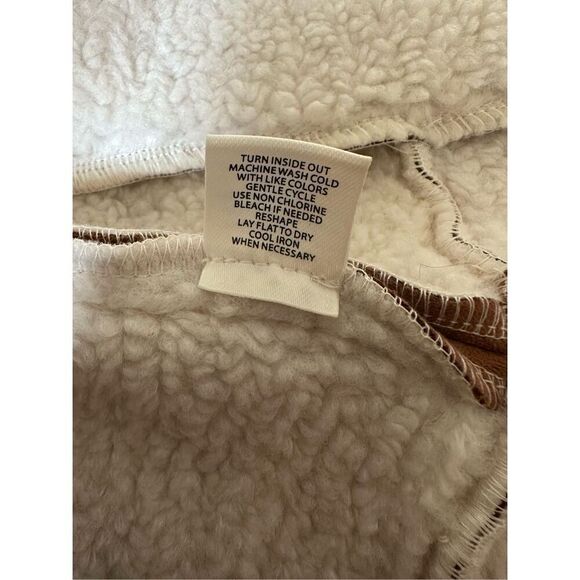 TURN INSIDE OUT
MACHINE WASH COLD
WITH LIKE COLORS
GENTLE CYCLE
USE NON CHLORINE
BLEACH IF NEEDED
RESHAPE
LAY FLAT TO DRY
COOL IRON
WHEN NECESSARY